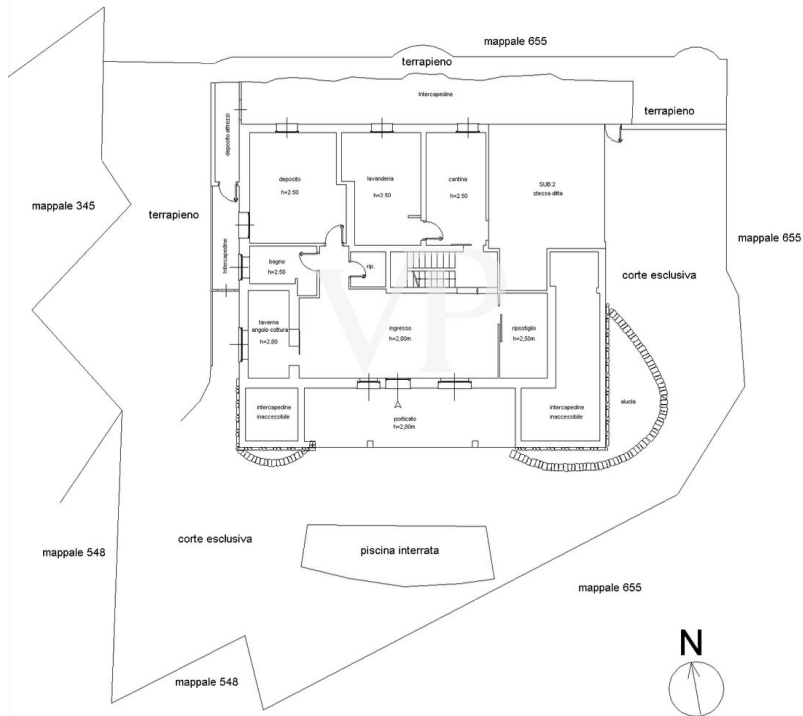 mappale 655
terrapieno
Intercapedine
terrapieno
deposito attrezzi
deposito
h=2.50
lavanderia
h=2.50
cantina
h=2.50
SUB.2
stessa ditta
mappale 345
terrapieno
mappale 655
Intercapedine
bagno
h=2.50
rip.
corte esclusiva
VP
taverna
angolo cottura
h=2.80
ingresso
h=2,80m
ripostiglio
h=2,50m
intercapedine
inaccessibile
porticato
h=2,80m
intercapedine
inaccessibile
aiuola
corte esclusiva
piscina interrata
mappale 548
mappale 655
N
mappale 548